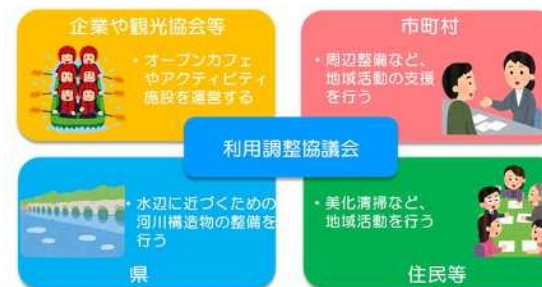 企業や観光協会等
・オープンカフェ
やアクティビティ
施設を運営する
市町村
・周辺整備など、
地域活動の支援
を行う
利用調整協議会
・水辺に近づくための
河川構造物の整備を
行う
県
・美化清掃など、
地域活動を行う
住民等